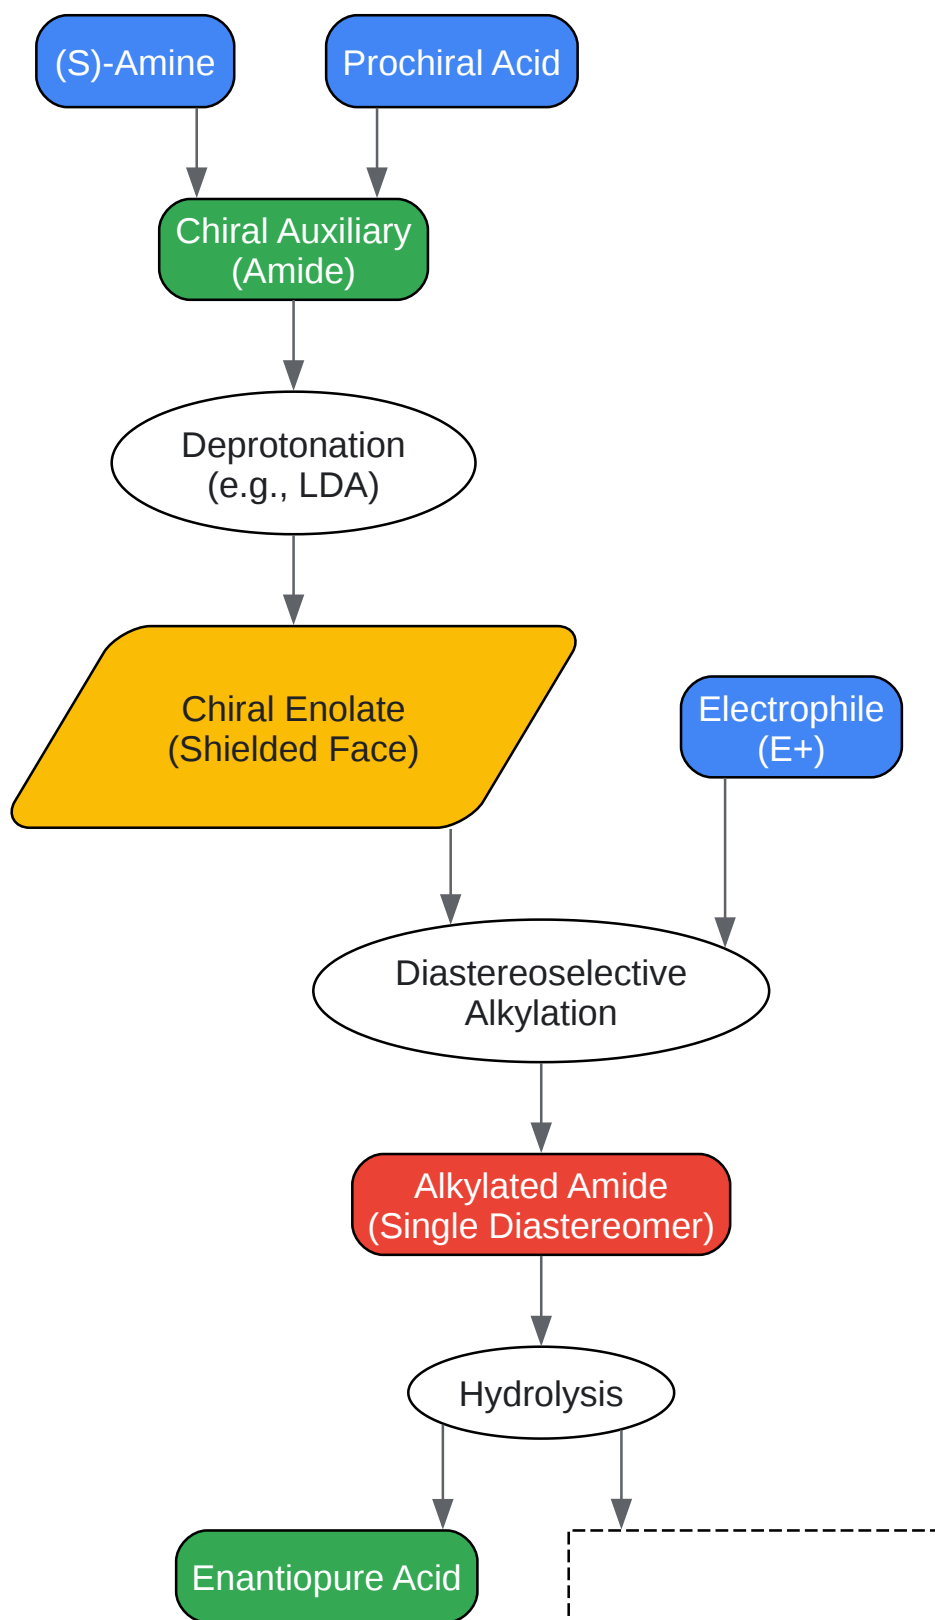 (S)-Amine
Prochiral Acid
Chiral Auxiliary
(Amide)
Deprotonation
(e.g., LDA)
Chiral Enolate
(Shielded Face)
Electrophile
(E+)
Diastereoselective
Alkylation
Alkylated Amide
(Single Diastereomer)
Hydrolysis
Enantiopure Acid